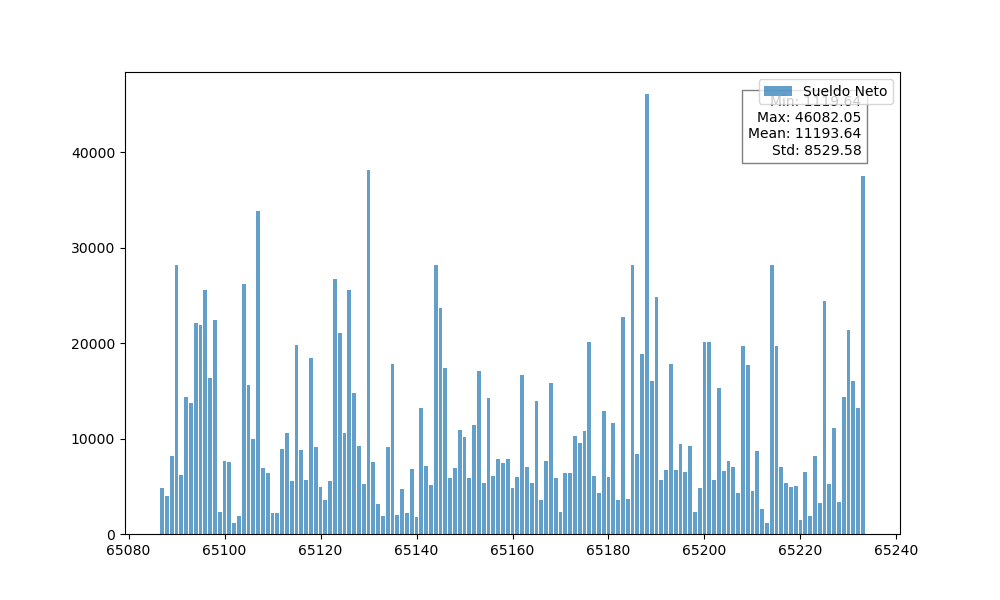 Sueldo Neto
Min: 1119.64
Max: 46082.05
Mean: 11193.64
Std: 8529.58
40000
30000
20000
10000
0
65080 65100 65120 65140 65160 65180 65200 65220 65240